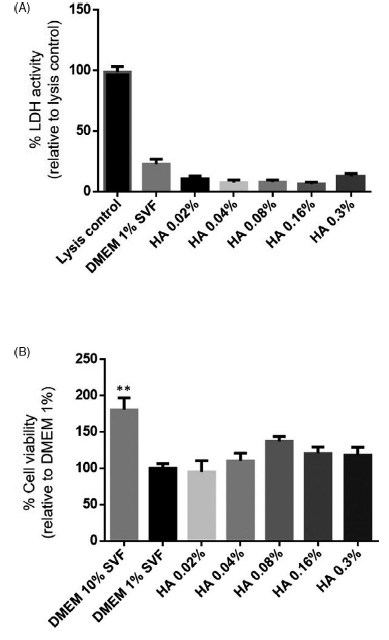 (A)
% LDH activity
(relative to lysis control)
150
100
50
0
Lysis control
DMEM 1% SVF
HA 0.02%
HA 0.04%
HA 0.08%
HA 0.16%
HA 0.3%
(B)
% Cell viability
(relative to DMEM 1%)
250
200
150
100
50
0
**
DMEM 10% SVF
DMEM 1% SVF
HA 0.02%
HA 0.04%
HA 0.08%
HA 0.16%
HA 0.3%